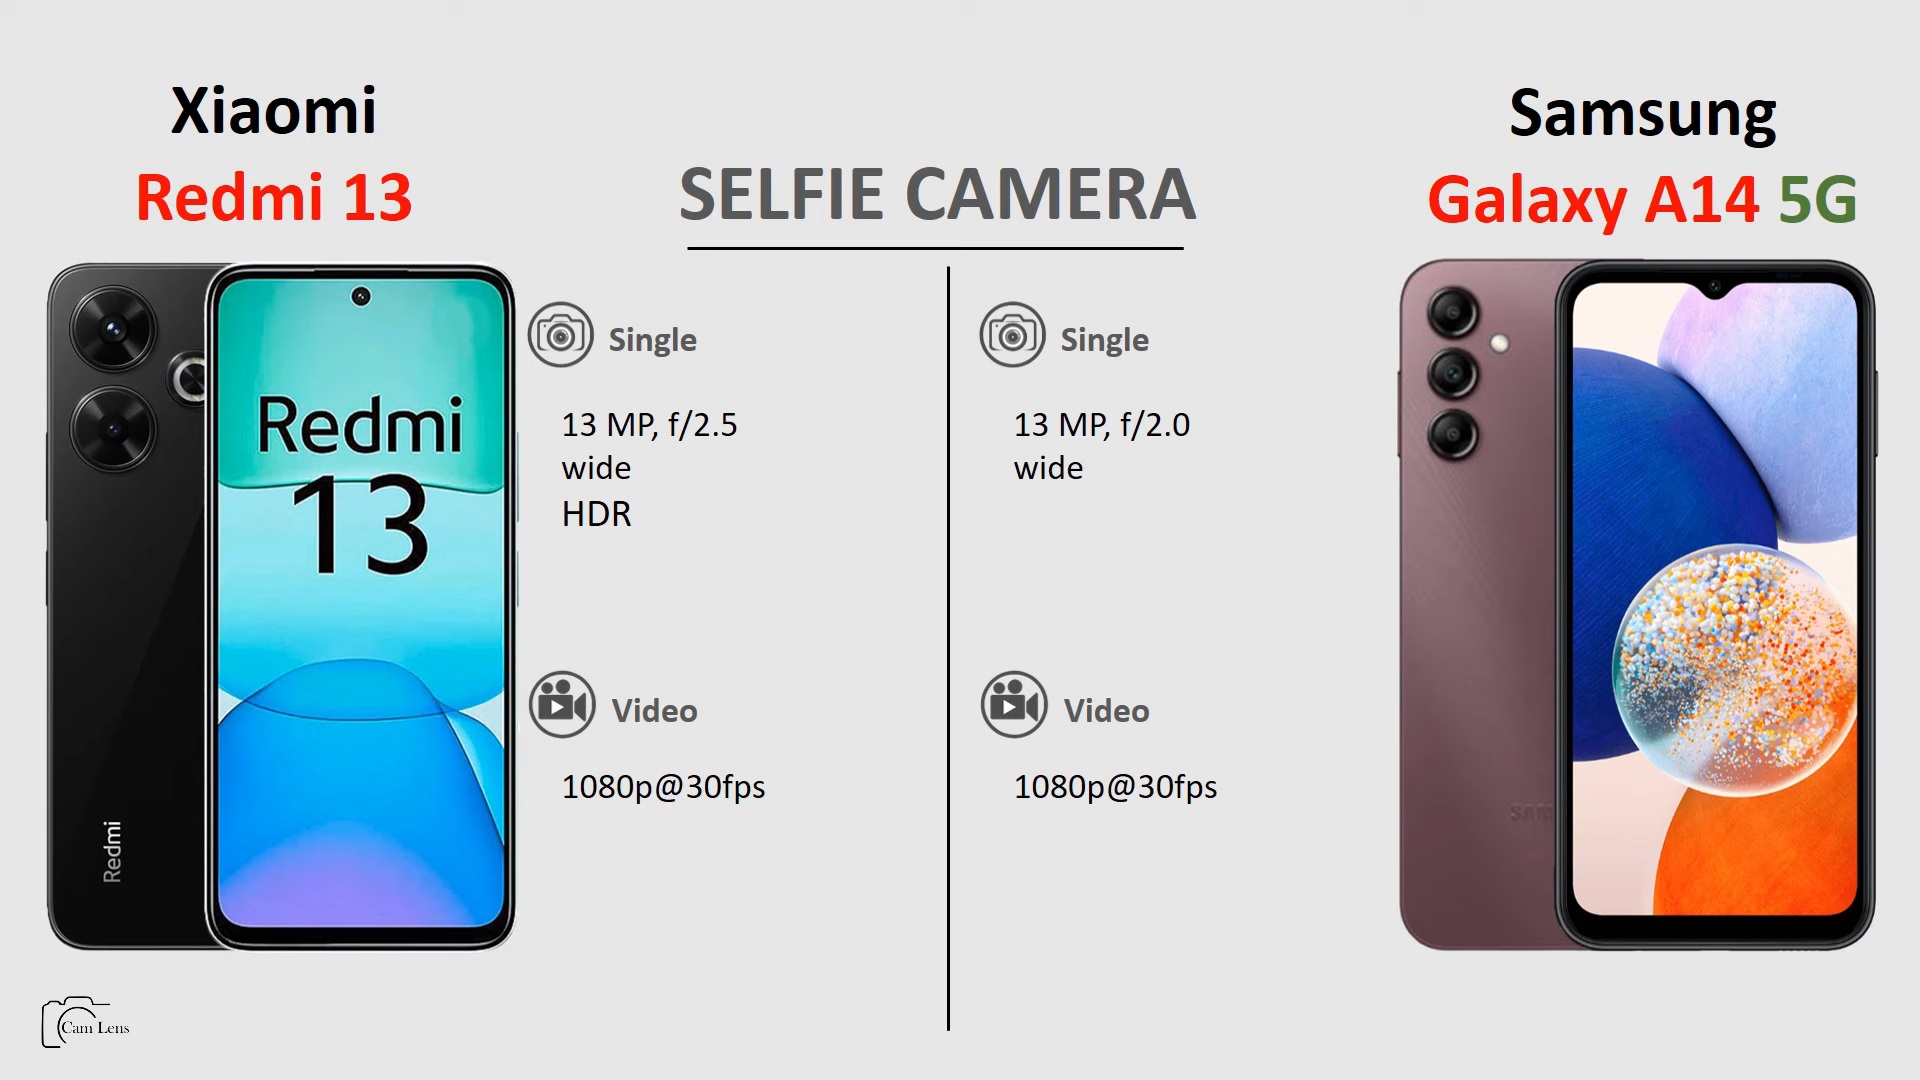 Xiaomi
Redmi 13
SELFIE CAMERA
Samsung
Galaxy A14 5G
Redmi
13
Redmi
Single
13 MP, f/2.5
wide
HDR
Video
1080p@30fps
Single
13 MP, f/2.0
wide
Video
1080p@30fps
SAM
Cam Lens